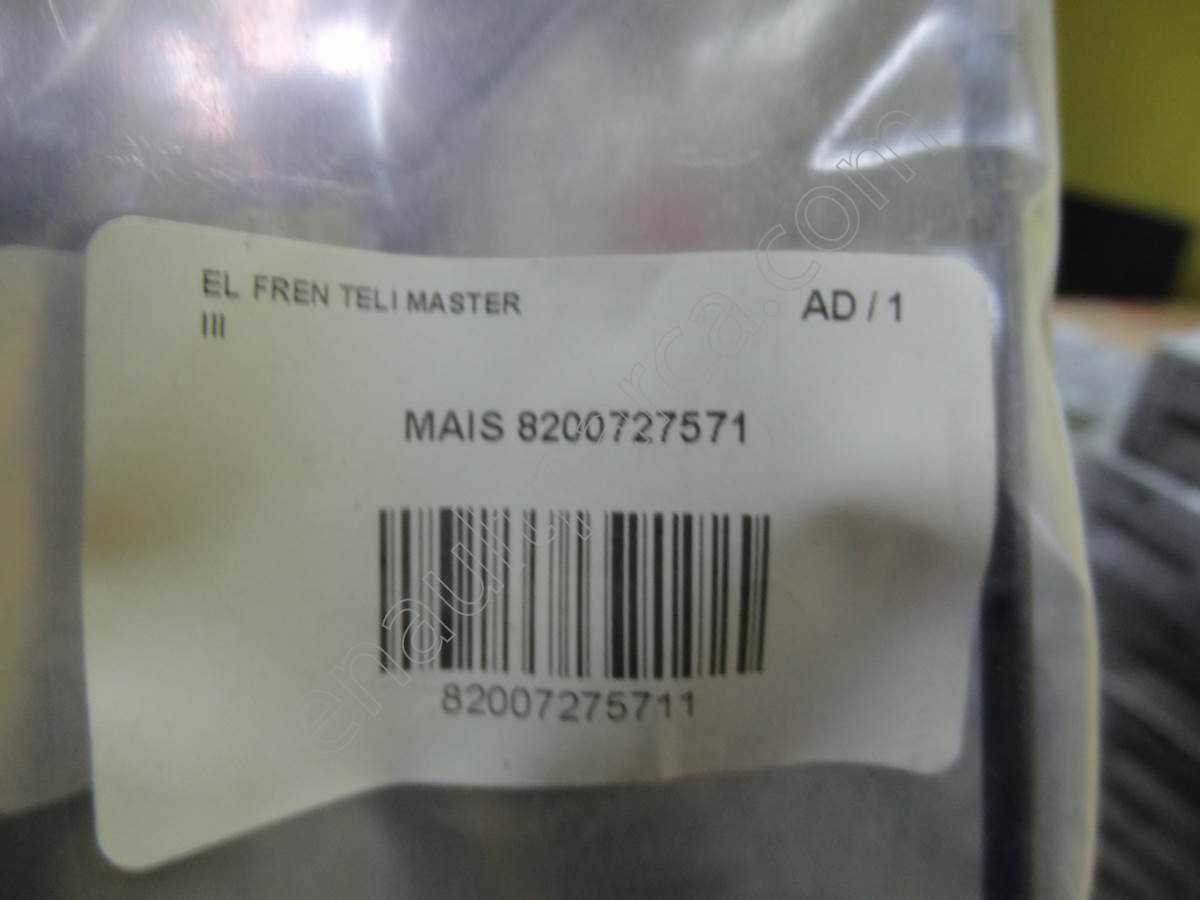 EL FREN TELI MASTER
III
AD / 1
MAIS 8200727571
82007275711